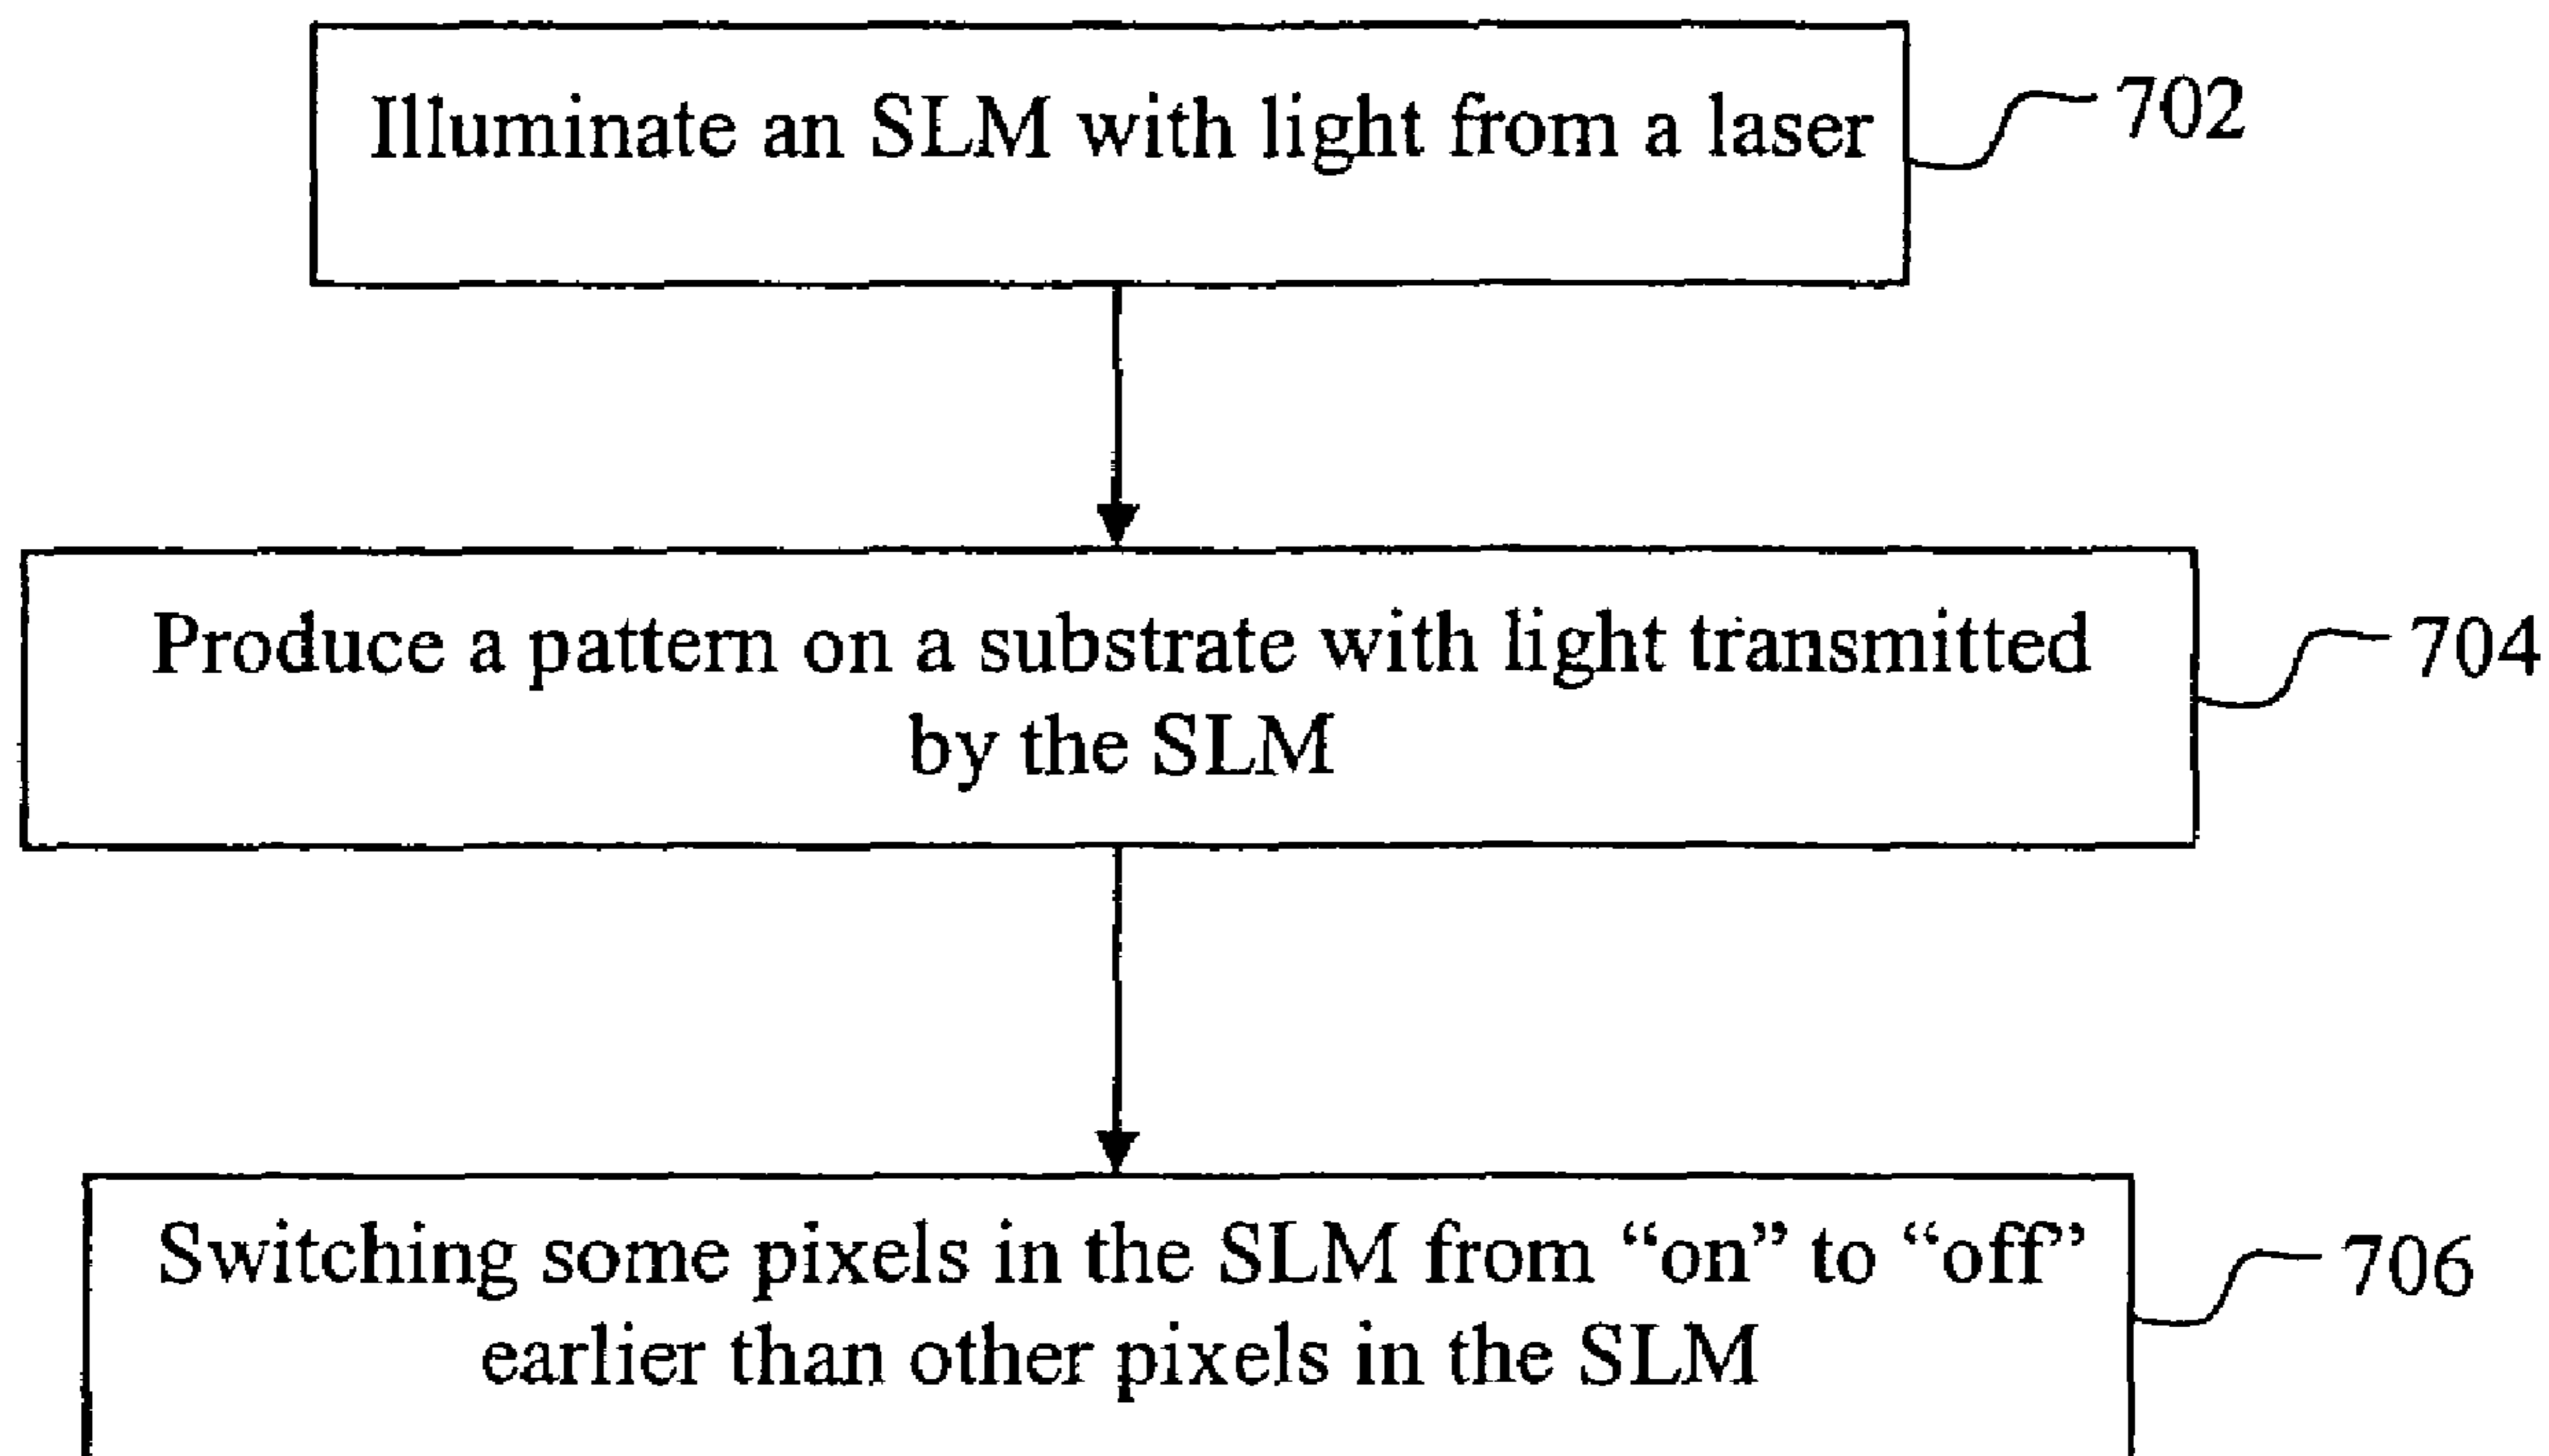 Illuminate an SLM with light from a laser
702
Produce a pattern on a substrate with light transmitted
by the SLM
704
Switching some pixels in the SLM from “on” to “off”
earlier than other pixels in the SLM
706